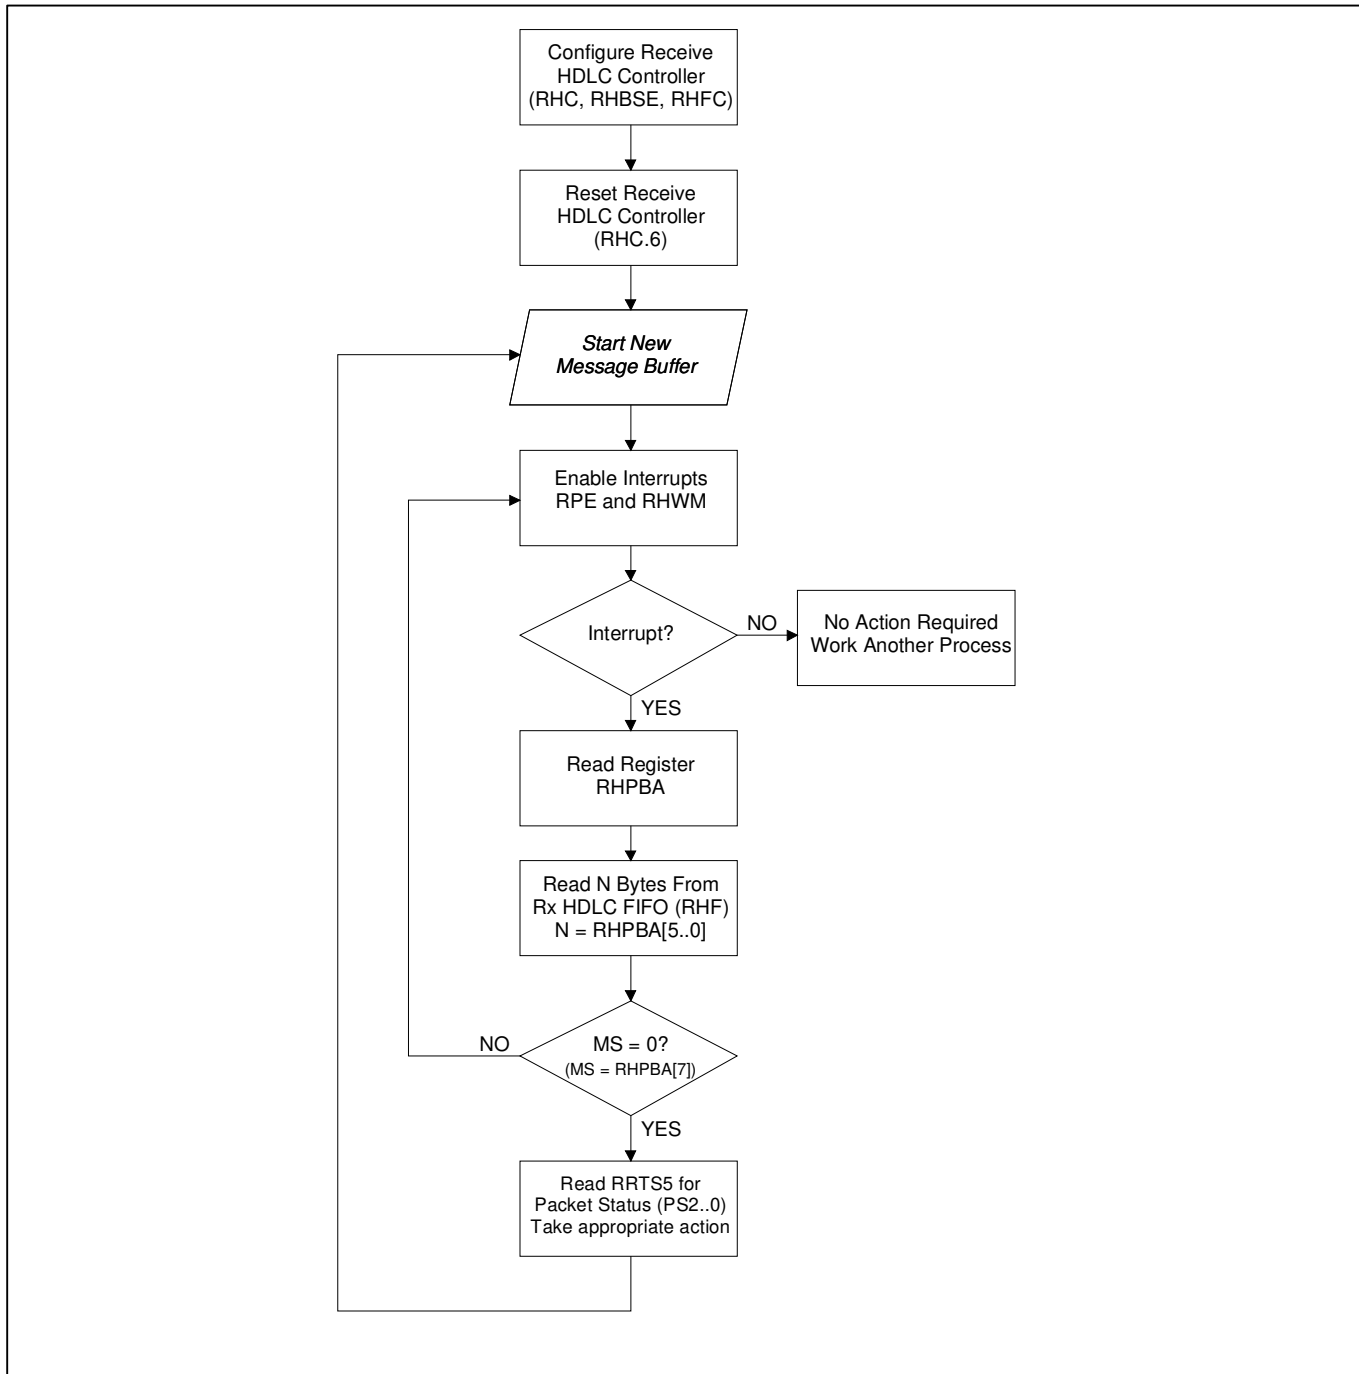 Configure Receive
HDLC Controller
(RHC, RHBSE, RHFC)
Reset Receive
HDLC Controller
(RHC.6)
Start New
Message Buffer
Enable Interrupts
RPE and RHWM
Interrupt?
NO
No Action Required
Work Another Process
YES
Read Register
RHPBA
Read N Bytes From
Rx HDLC FIFO (RHF)
N = RHPBA[5..0]
NO
MS = 0?
(MS = RHPBA[7])
YES
Read RRTS5 for
Packet Status (PS2..0)
Take appropriate action